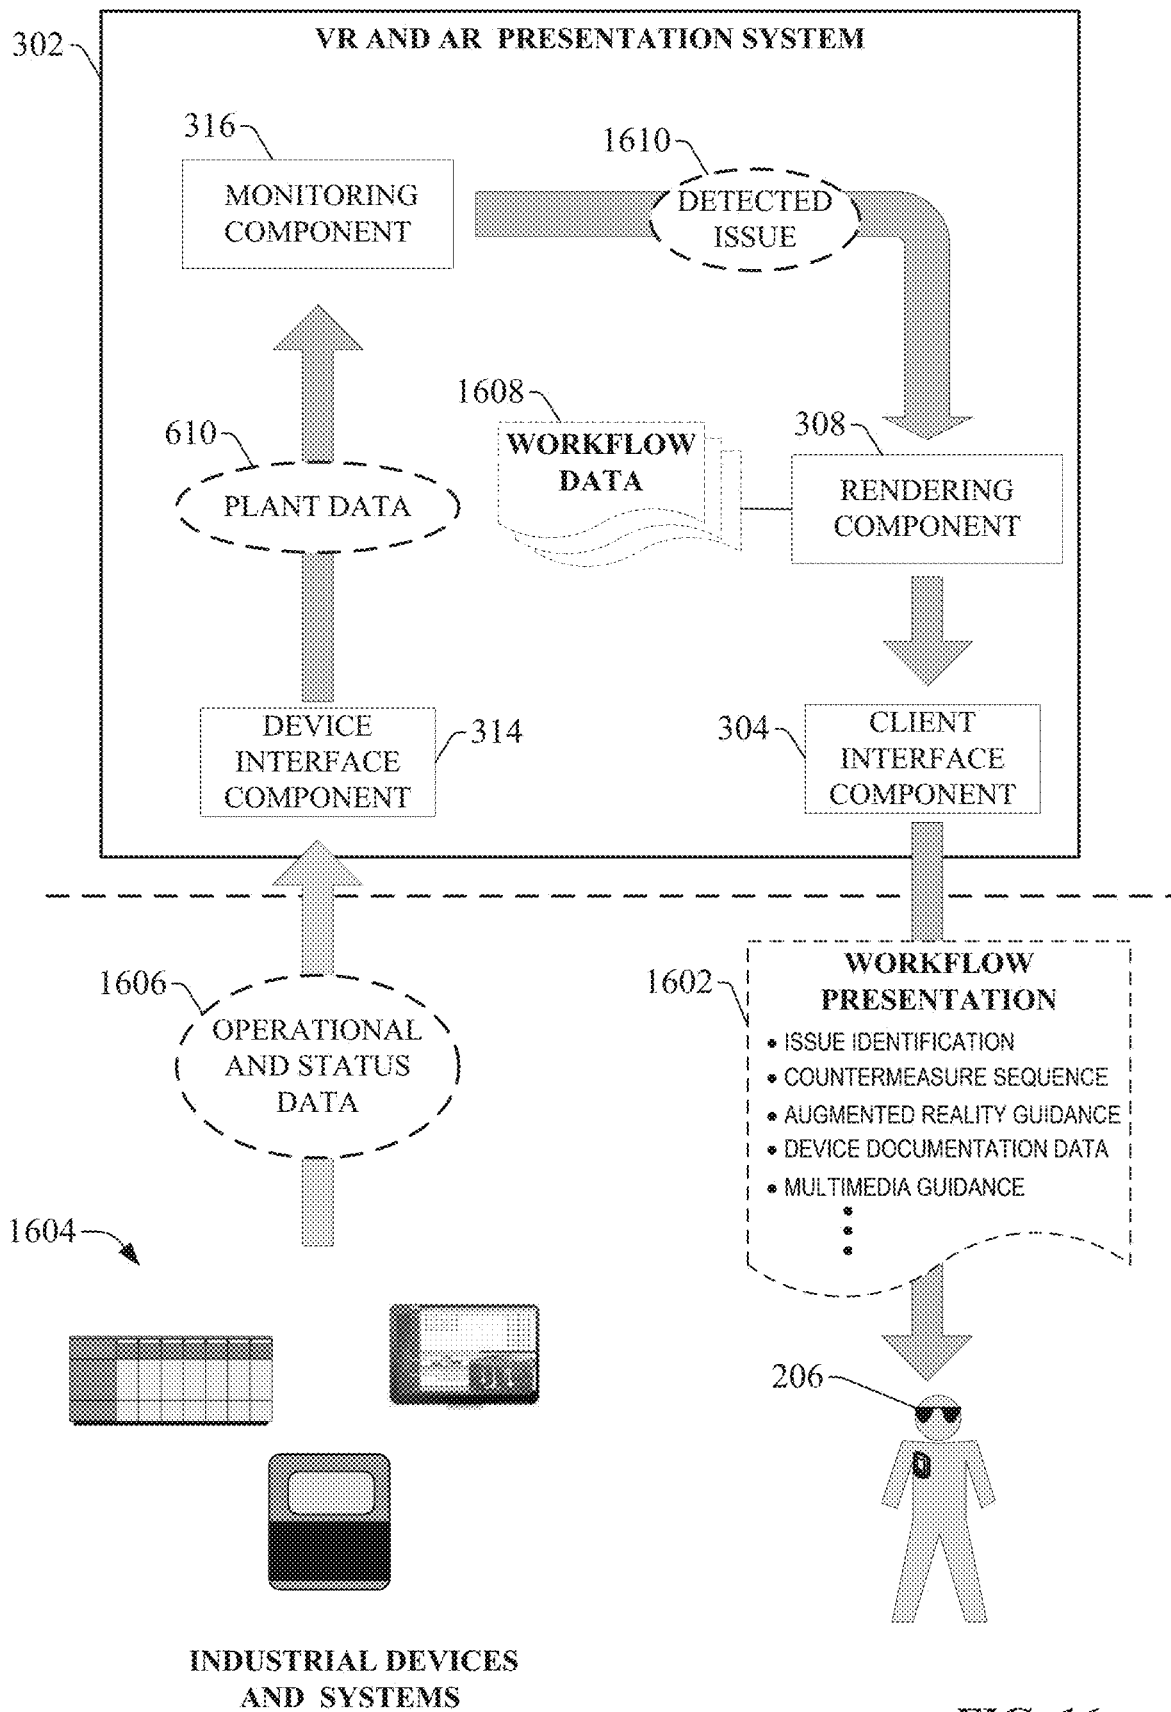 302
VR AND AR PRESENTATION SYSTEM
316
MONITORING
COMPONENT
1610
DETECTED
ISSUE
610
PLANT DATA
1608
WORKFLOW
DATA
308
RENDERING
COMPONENT
DEVICE
INTERFACE
COMPONENT
314
304
CLIENT
INTERFACE
COMPONENT
1606
OPERATIONAL
AND STATUS
DATA
1602
WORKFLOW
PRESENTATION
• ISSUE IDENTIFICATION
• COUNTERMEASURE SEQUENCE
• AUGMENTED REALITY GUIDANCE
• DEVICE DOCUMENTATION DATA
• MULTIMEDIA GUIDANCE
1604
206
INDUSTRIAL DEVICES
AND SYSTEMS